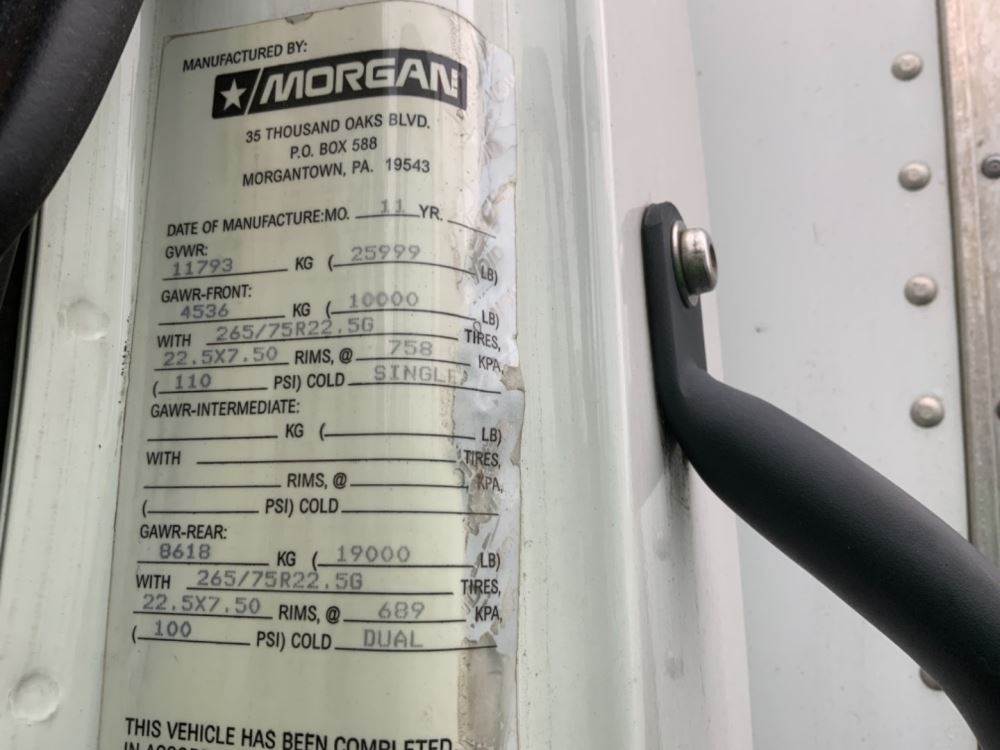 MANUFACTURED BY:
MORGAN
35 THOUSAND OAKS BLVD.
P.O. BOX 588
MORGANTOWN, PA. 19543
DATE OF MANUFACTURE:MO. 11 YR.
GVWR:
11793 KG ( 25999 LB)
GAWR-FRONT:
4536 KG ( 10000 LB)
WITH 265/75R22.5G TIRES,
22.5X7.50 RIMS, @ 758 KPA,
( 110 PSI) COLD SINGLE
GAWR-INTERMEDIATE:
KG ( LB)
WITH TIRES,
RIMS, @ KPA,
( PSI) COLD
GAWR-REAR:
8618 KG ( 19000 LB)
WITH 265/75R22.5G TIRES,
22.5X7.50 RIMS, @ 689 KPA,
( 100 PSI) COLD DUAL
THIS VEHICLE HAS BEEN COMPLETED